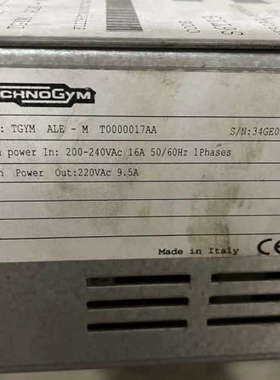 CHNOGYM
: TGYM ALE - M T0000017AA S/N:34GE0
power In: 200-240VAc 16A 50/60Hz 1Phases
Power Out:220VAc 9.5A
Made in Italy CE